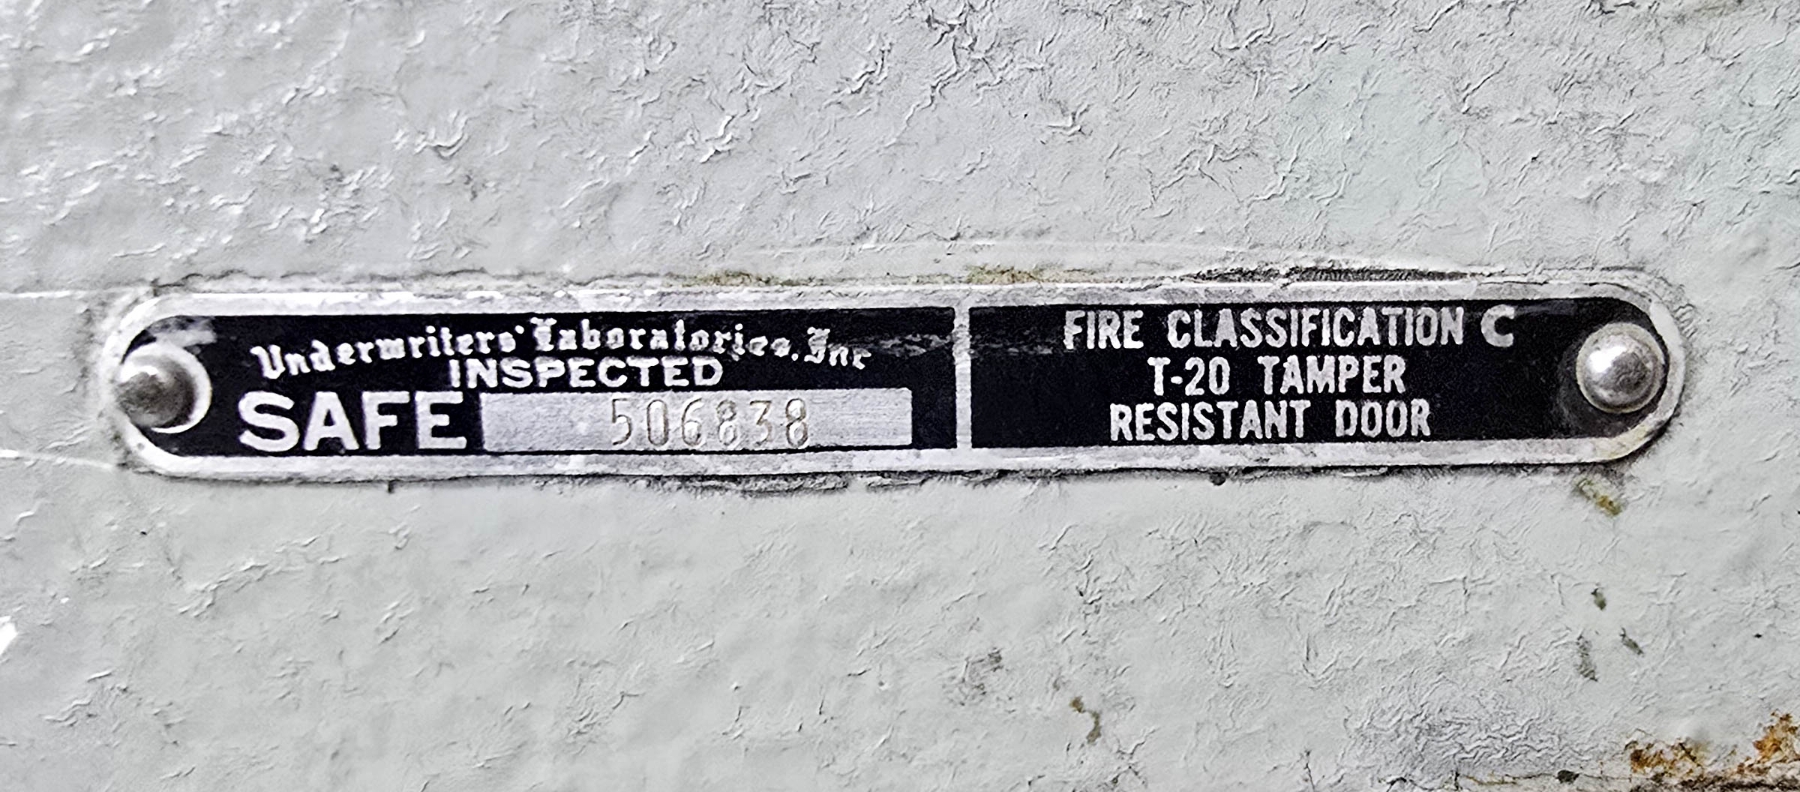 Underwriters' Laboratories, Inc
INSPECTED
SAFE 506838
FIRE CLASSIFICATION C
T-20 TAMPER
RESISTANT DOOR